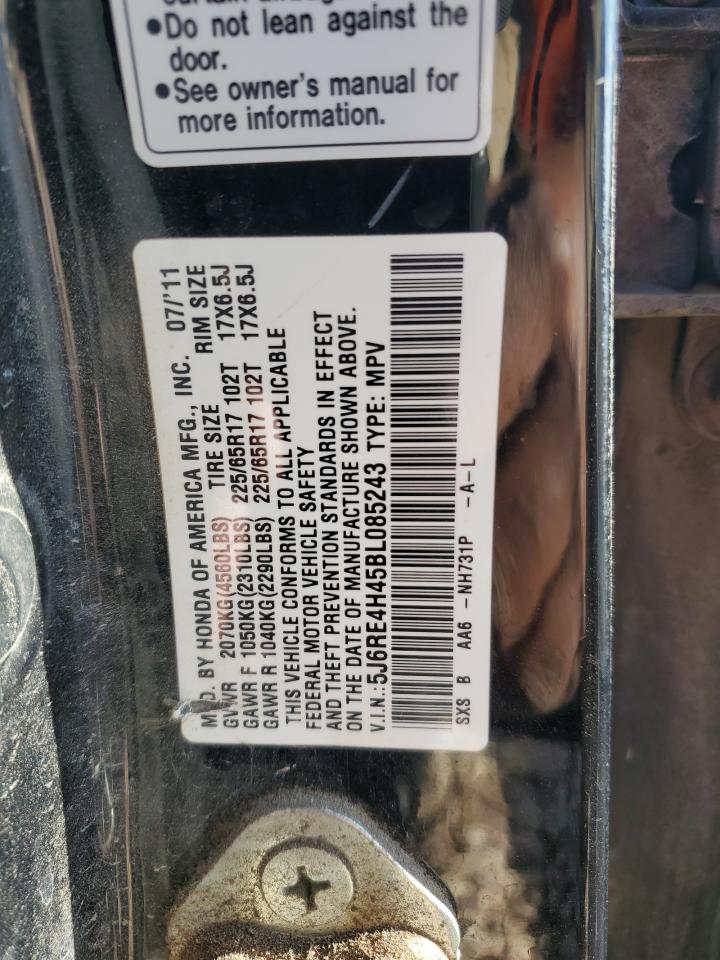 •Do not lean against the
door.
•See owner's manual for
more information.
MFD. BY HONDA OF AMERICA MFG., INC. 07/'11
GVWR 2070KG(4560LBS) TIRE SIZE RIM SIZE
GAWR F 1050KG(2310LBS) 225/65R17 102T 17X6.5J
GAWR R 1040KG(2290LBS) 225/65R17 102T 17X6.5J
THIS VEHICLE CONFORMS TO ALL APPLICABLE
FEDERAL MOTOR VEHICLE SAFETY
AND THEFT PREVENTION STANDARDS IN EFFECT
ON THE DATE OF MANUFACTURE SHOWN ABOVE.
V.I.N.:5J6RE4H45BL085243 TYPE: MPV
SXS B AA6 -NH731P -A-L